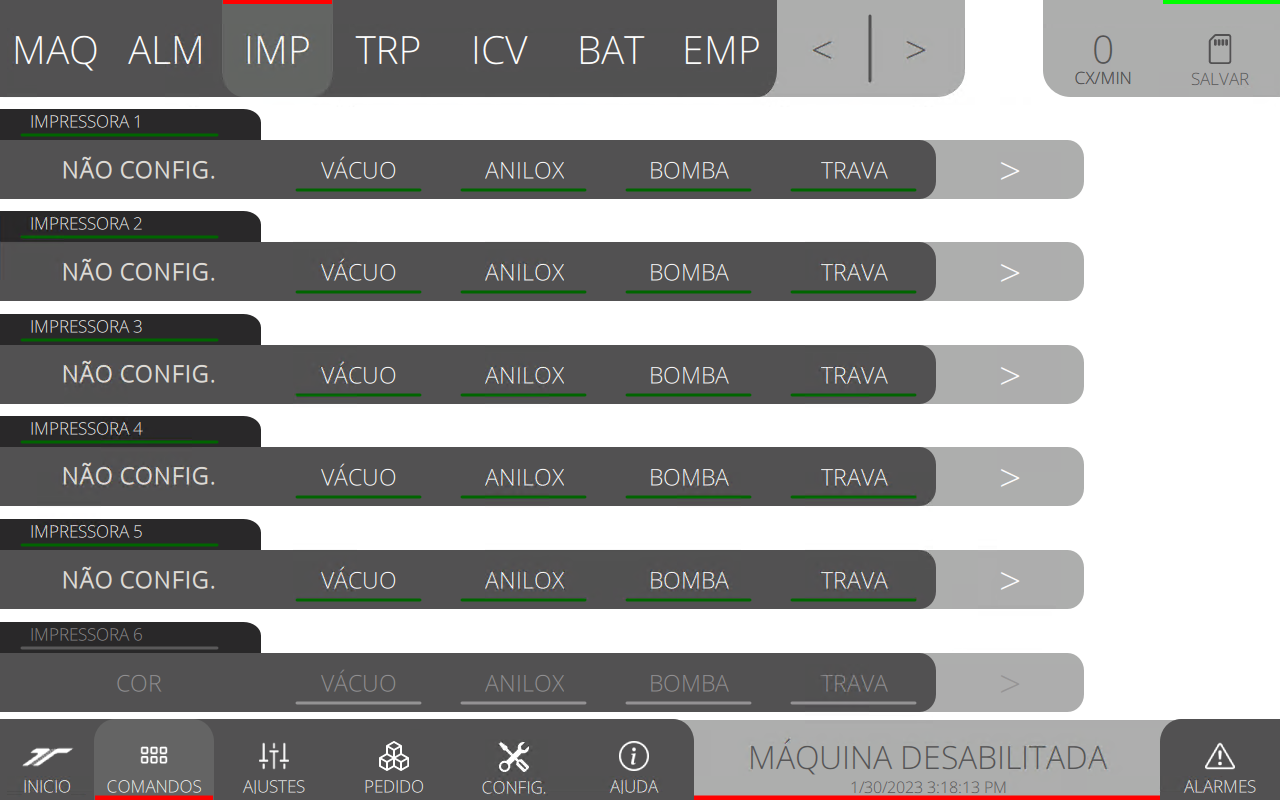 MAQ ALM IMP TRP ICV BAT EMP < > 0 CX/MIN SALVAR
IMPRESSORA 1
NÃO CONFIG. VÁCUO ANILOX BOMBA TRAVA >
IMPRESSORA 2
NÃO CONFIG. VÁCUO ANILOX BOMBA TRAVA >
IMPRESSORA 3
NÃO CONFIG. VÁCUO ANILOX BOMBA TRAVA >
IMPRESSORA 4
NÃO CONFIG. VÁCUO ANILOX BOMBA TRAVA >
IMPRESSORA 5
NÃO CONFIG. VÁCUO ANILOX BOMBA TRAVA >
IMPRESSORA 6
COR VÁCUO ANILOX BOMBA TRAVA >
MÁQUINA DESABILITADA
INICIO COMANDOS AJUSTES PEDIDO CONFIG. AJUDA 1/30/2023 3:18:13 PM ALARMES